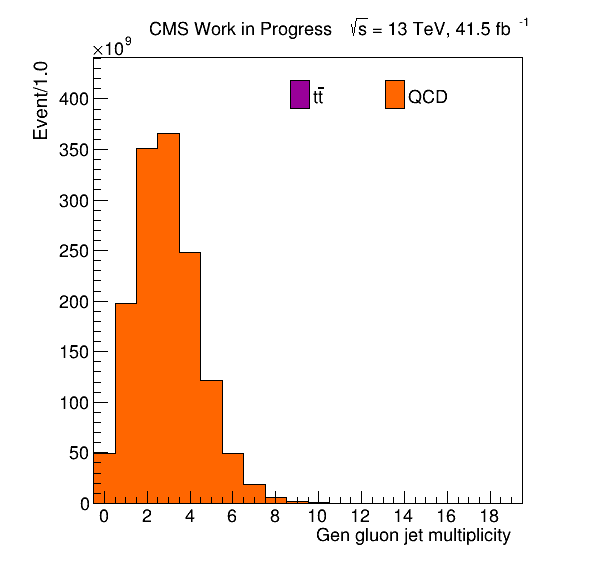 CMS Work in Progress √s = 13 TeV, 41.5 fb⁻¹
×10⁹
Event/1.0
tt̄
QCD
400
350
300
250
200
150
100
50
0
0 2 4 6 8 10 12 14 16 18
Gen gluon jet multiplicity